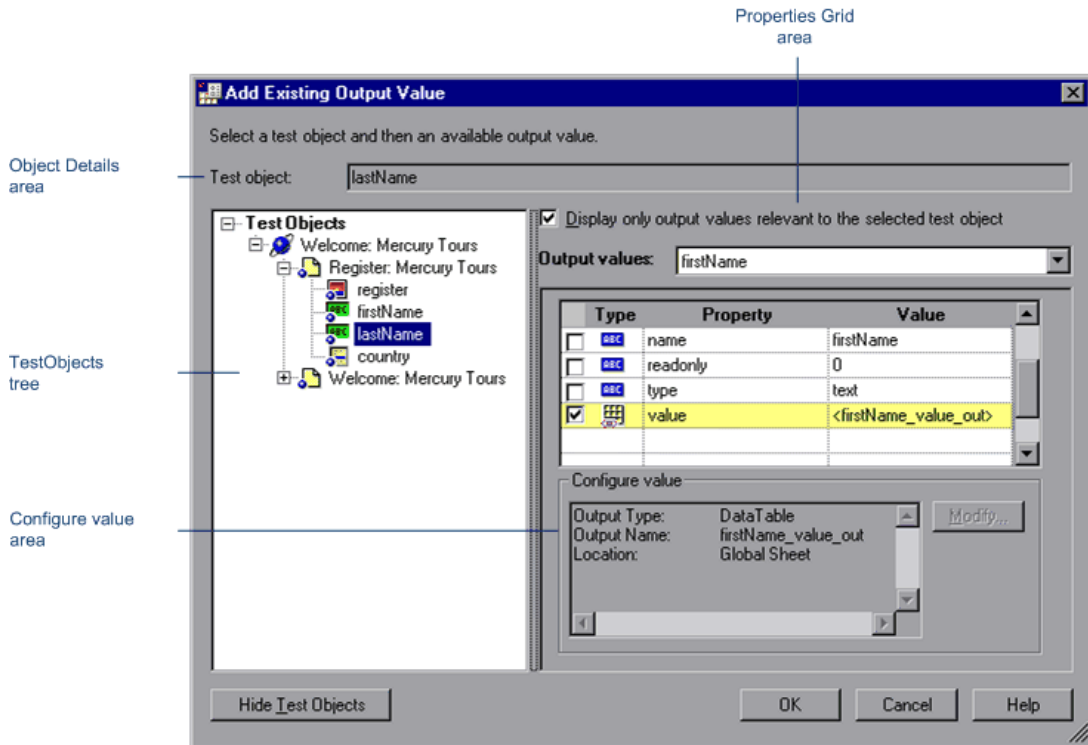 Properties Grid
area
Add Existing Output Value
Select a test object and then an available output value.
Object Details
area
Test object: lastName
Test Objects
Welcome: Mercury Tours
Register: Mercury Tours
register
firstName
lastName
country
Welcome: Mercury Tours
TestObjects
tree
Display only output values relevant to the selected test object
Output values: firstName
Type Property Value
ABC name firstName
ABC readonly 0
ABC type text
value <firstName_value_out>
Configure value
area
Configure value
Output Type: DataTable
Output Name: firstName_value_out
Location: Global Sheet
Modify...
Hide Test Objects
OK
Cancel
Help